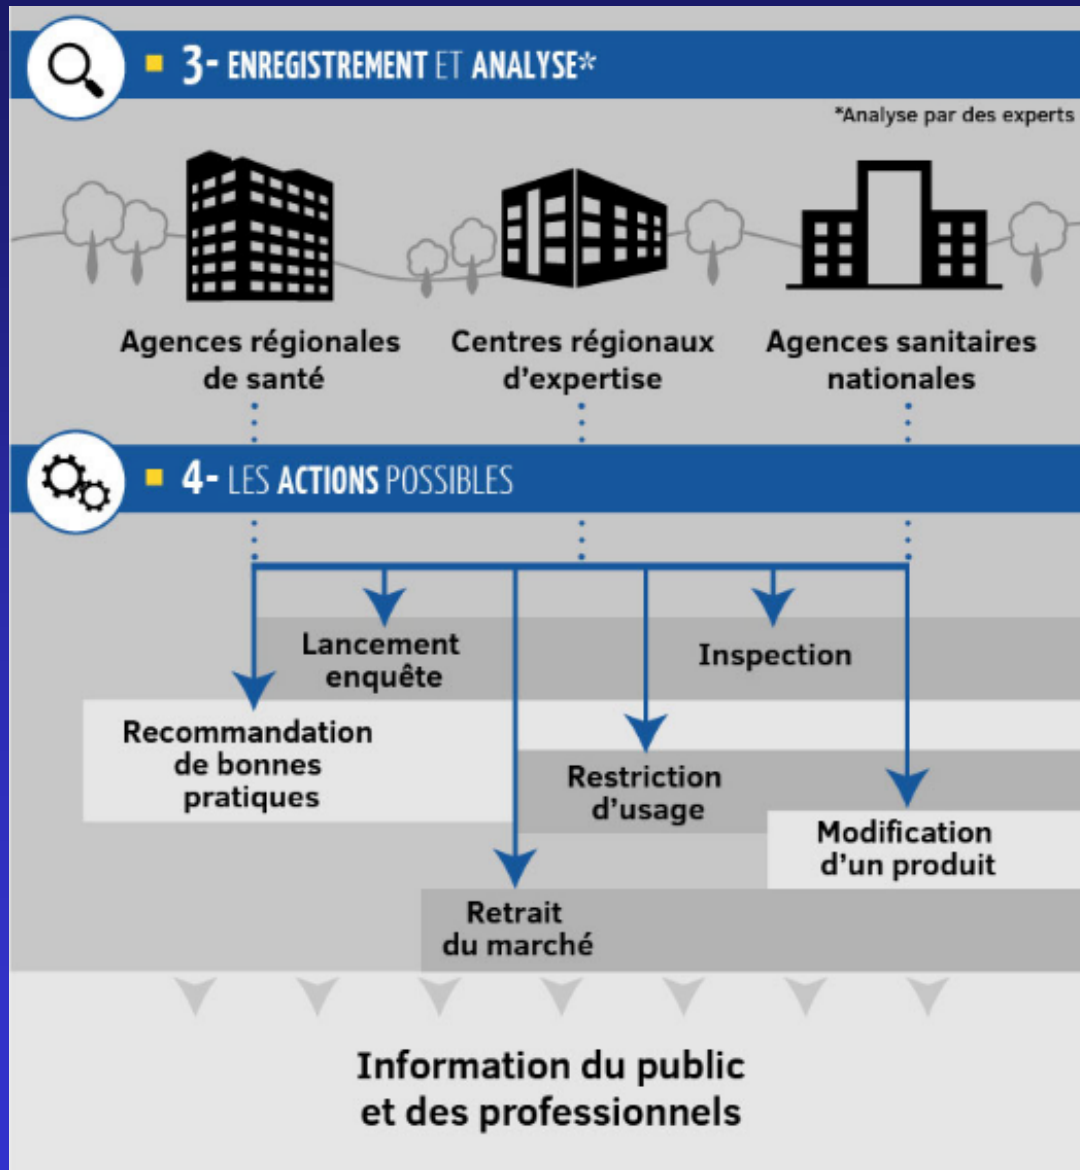 3- ENREGISTREMENT ET ANALYSE*
*Analyse par des experts
Agences régionales
de santé
Centres régionaux
d'expertise
Agences sanitaires
nationales
4- LES ACTIONS POSSIBLES
Lancement
enquête
Inspection
Recommandation
de bonnes
pratiques
Restriction
d'usage
Modification
d'un produit
Retrait
du marché
Information du public
et des professionnels